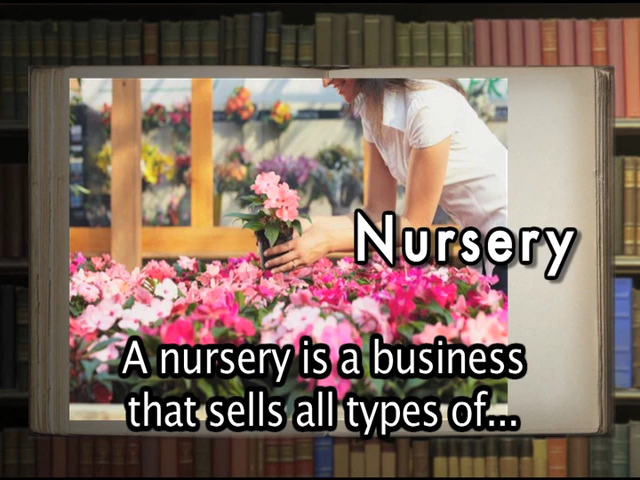 Nursery
A nursery is a business
that sells all types of...